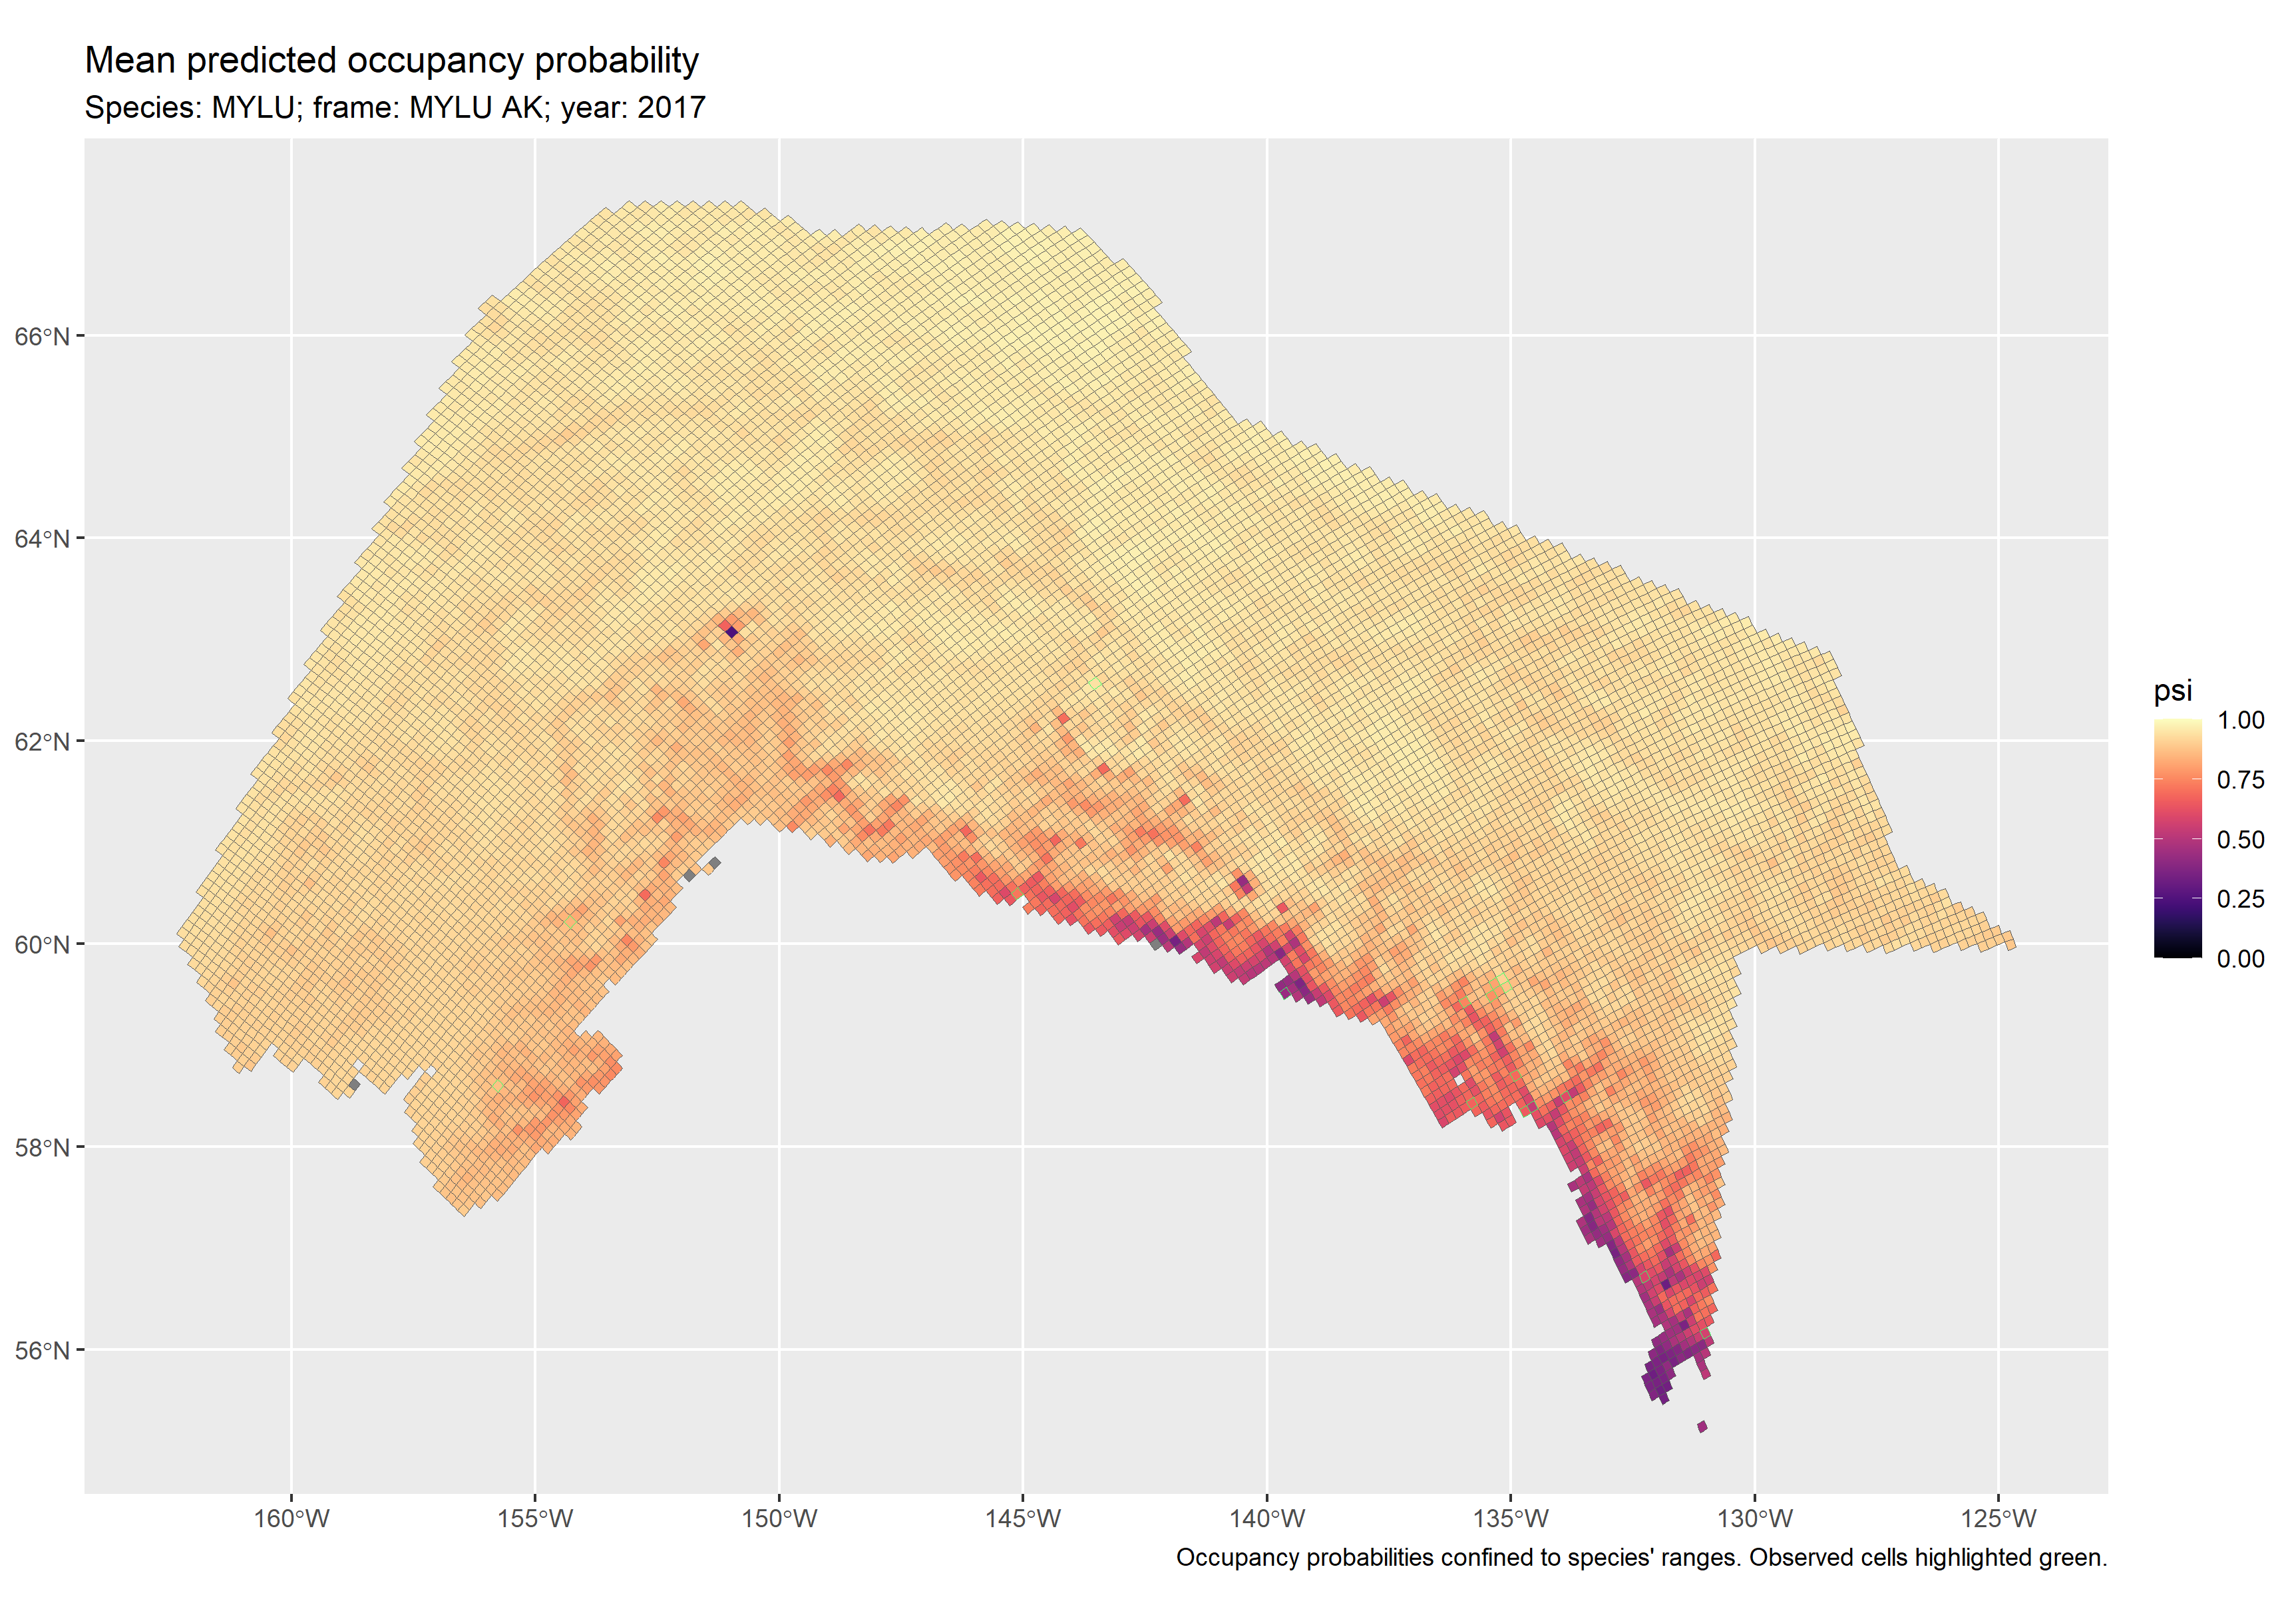 Mean predicted occupancy probability
Species: MYLU; frame: MYLU AK; year: 2017
66°N
64°N
62°N
60°N
58°N
56°N
160°W
155°W
150°W
145°W
140°W
135°W
130°W
125°W
psi
1.00
0.75
0.50
0.25
0.00
Occupancy probabilities confined to species' ranges. Observed cells highlighted green.